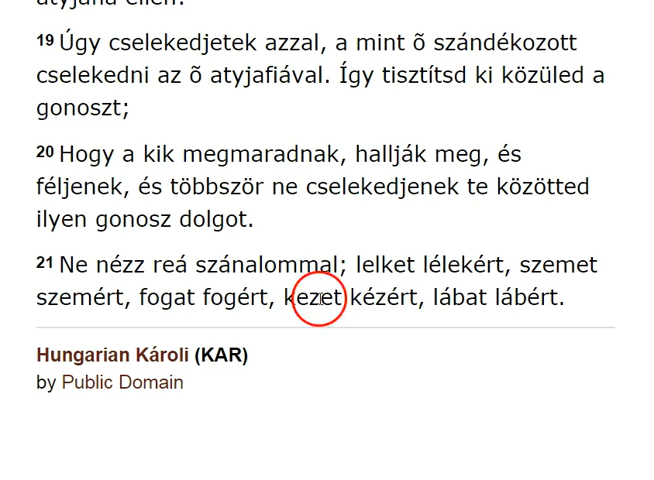 atyjafia ellen:
19 Úgy cselekedjetek azzal, a mint õ szándékozott
cselekedni az õ atyjafiával. Így tisztítsd ki közüled a
gonoszt;
20 Hogy a kik megmaradnak, hallják meg, és
féljenek, és többször ne cselekedjenek te közötted
ilyen gonosz dolgot.
21 Ne nézz reá szánalommal; lelket lélekért, szemet
szemért, fogat fogért, kezet kézért, lábat lábért.
Hungarian Károli (KAR)
by Public Domain